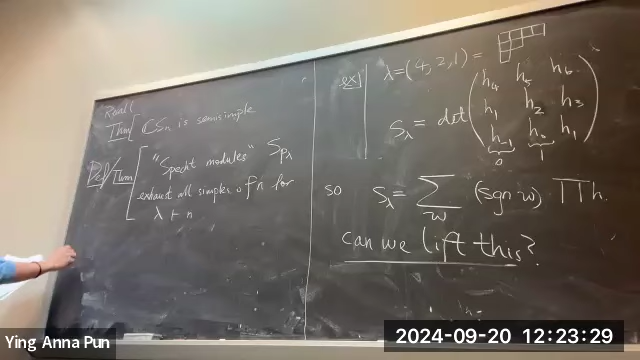 Recall
Thm [ ℂSn is semisimple
Def/Thm [ "Specht modules" Spλ
exhaust all simples of n for
λ ⊢ n
ex) λ=(4,2,1) =
Sλ = det ( h4 h5 h6
h1 h2 h3
h-1 h0 h1 )
0 1
so Sλ = Σ w (sgn w) Π h.
can we lift this?
Ying Anna Pun
2024-09-20 12:23:29